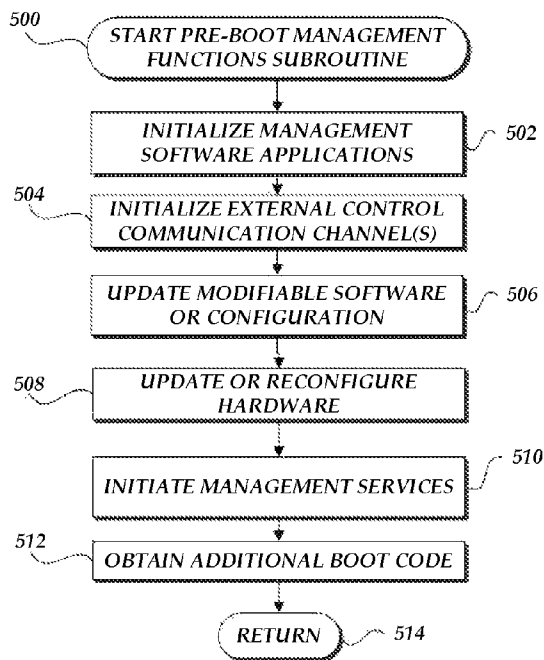 500
START PRE-BOOT MANAGEMENT
FUNCTIONS SUBROUTINE
INITIALIZE MANAGEMENT
SOFTWARE APPLICATIONS
502
504
INITIALIZE EXTERNAL CONTROL
COMMUNICATION CHANNEL(S)
UPDATE MODIFIABLE SOFTWARE
OR CONFIGURATION
506
508
UPDATE OR RECONFIGURE
HARDWARE
510
INITIATE MANAGEMENT SERVICES
512
OBTAIN ADDITIONAL BOOT CODE
RETURN
514